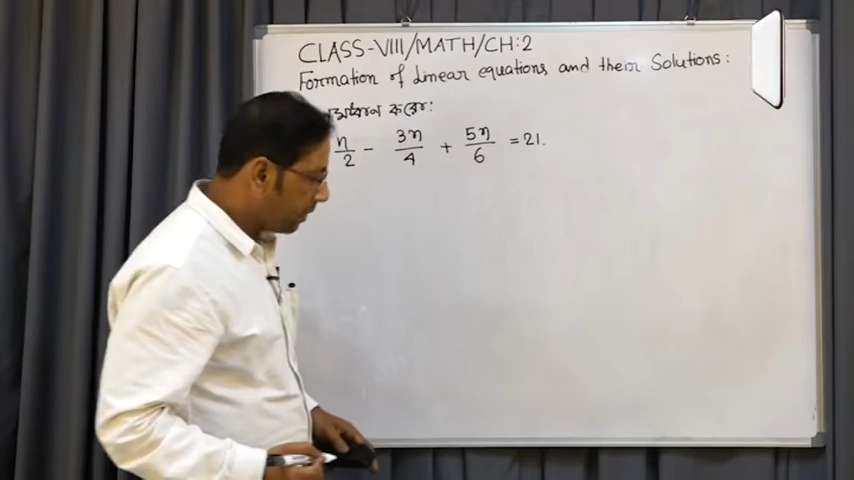 CLASS-VIII/MATH/CH:2
Formation of Linear equations and their Solutions:
করো:
n/2 - 3n/4 + 5n/6 = 21.